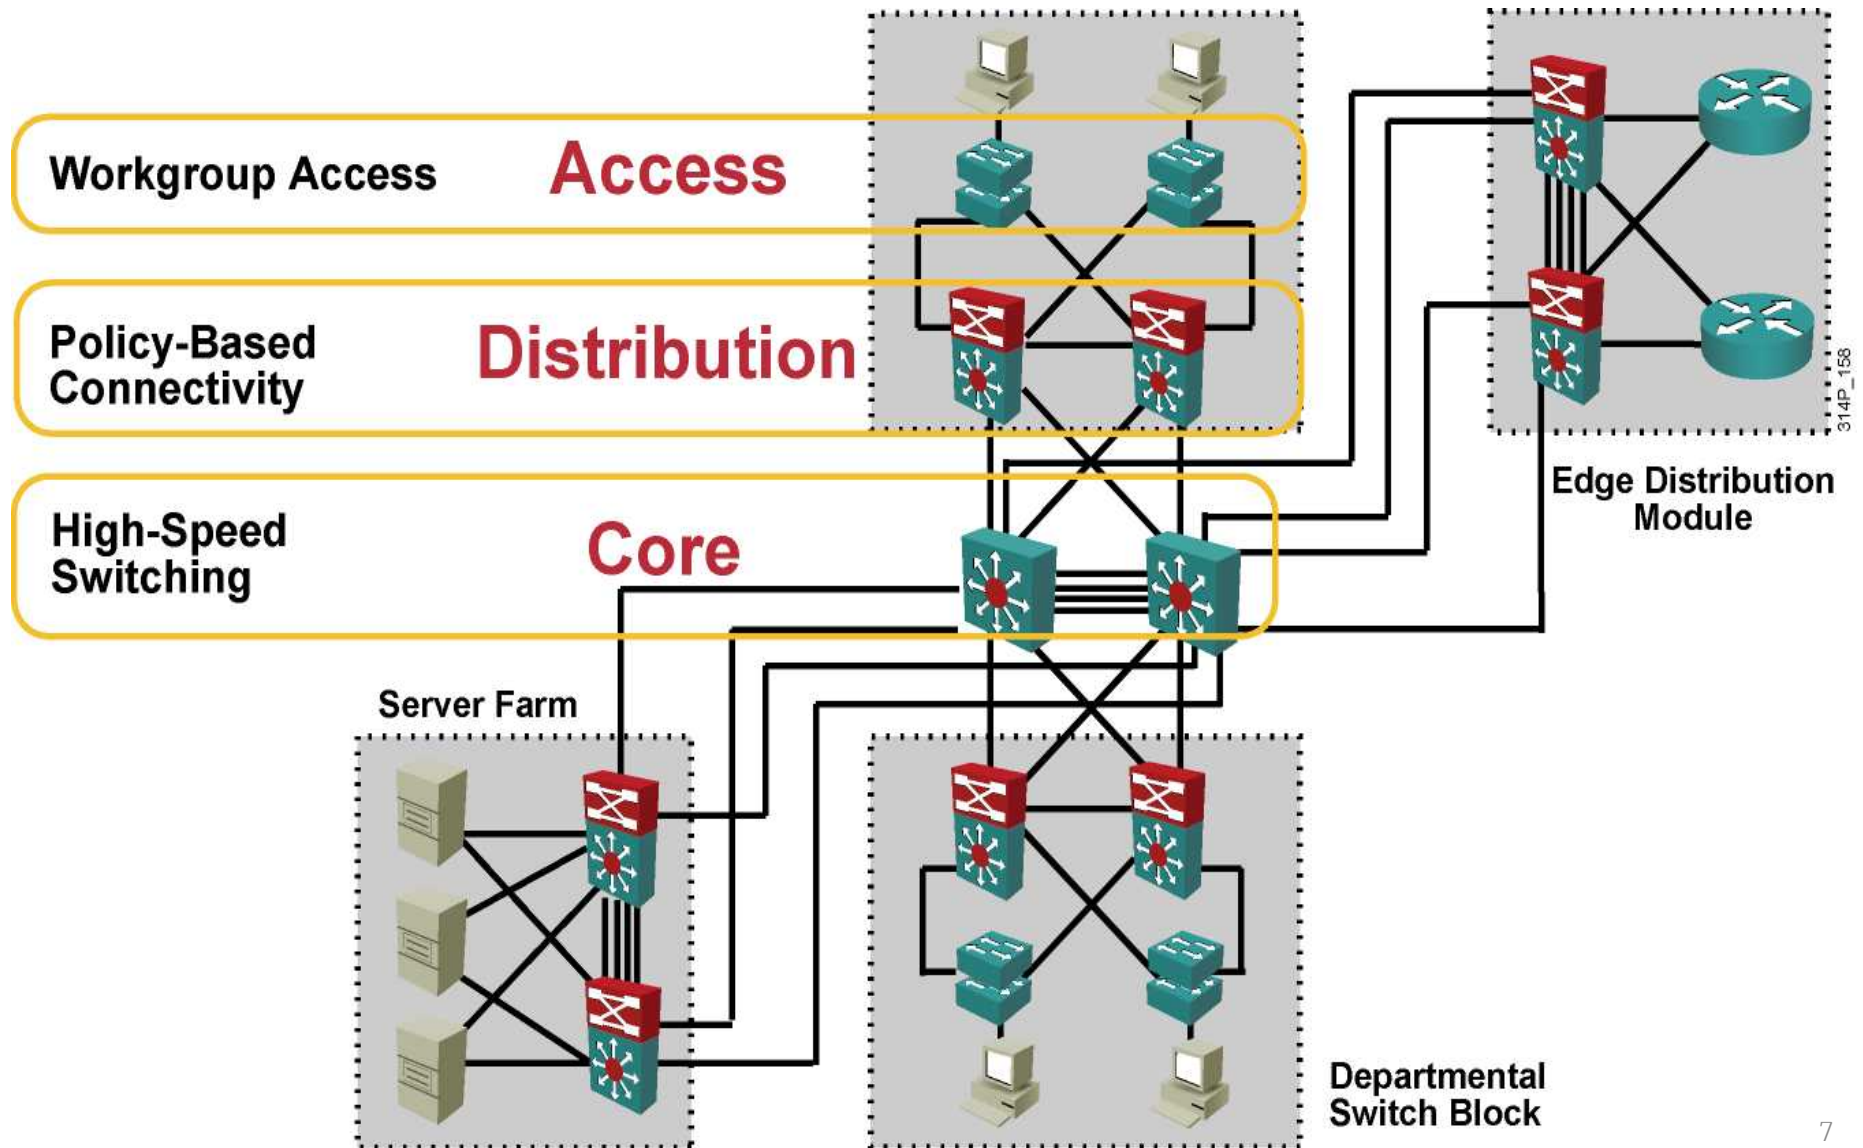 Workgroup Access
Access
Policy-Based
Connectivity
Distribution
High-Speed
Switching
Core
314P_158
Edge Distribution
Module
Server Farm
Departmental
Switch Block
7